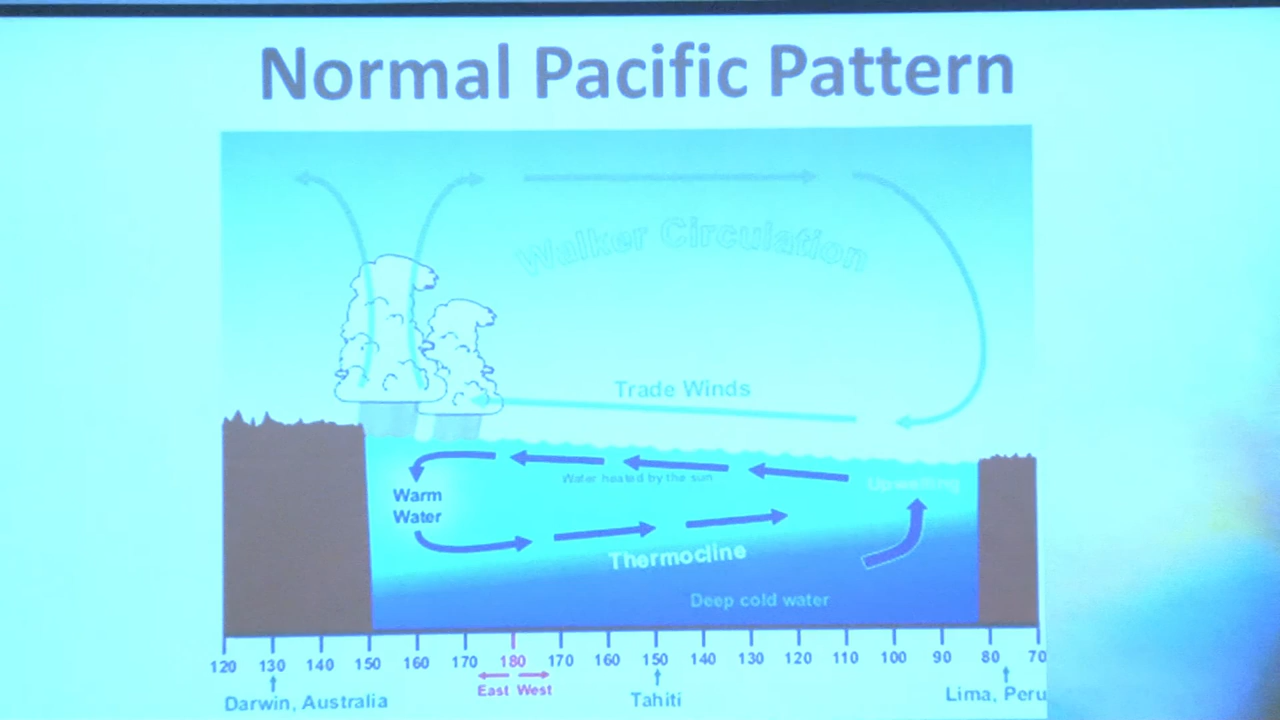 Normal Pacific Pattern
Walker Circulation
Trade Winds
Water heated by the sun
Upwelling
Warm
Water
Thermocline
Deep cold water
120 130 140 150 160 170 180 170 160 150 140 130 120 110 100 90 80 70
East West
Darwin, Australia
Tahiti
Lima, Peru